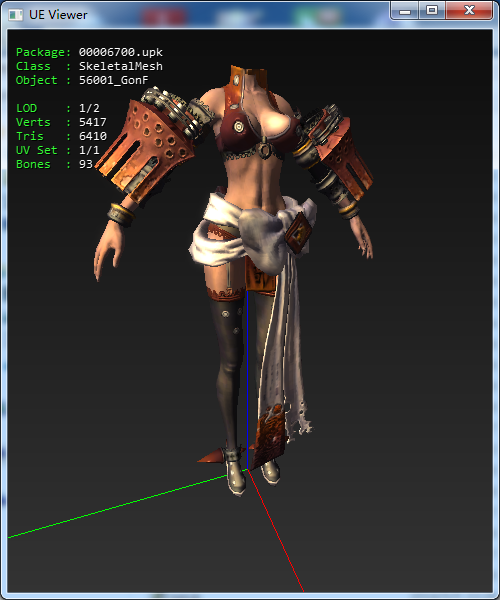 UE Viewer
Package: 00006700.upk
Class : SkeletalMesh
Object : 56001_GonF
LOD : 1/2
Verts : 5417
Tris : 6410
UV Set : 1/1
Bones : 93